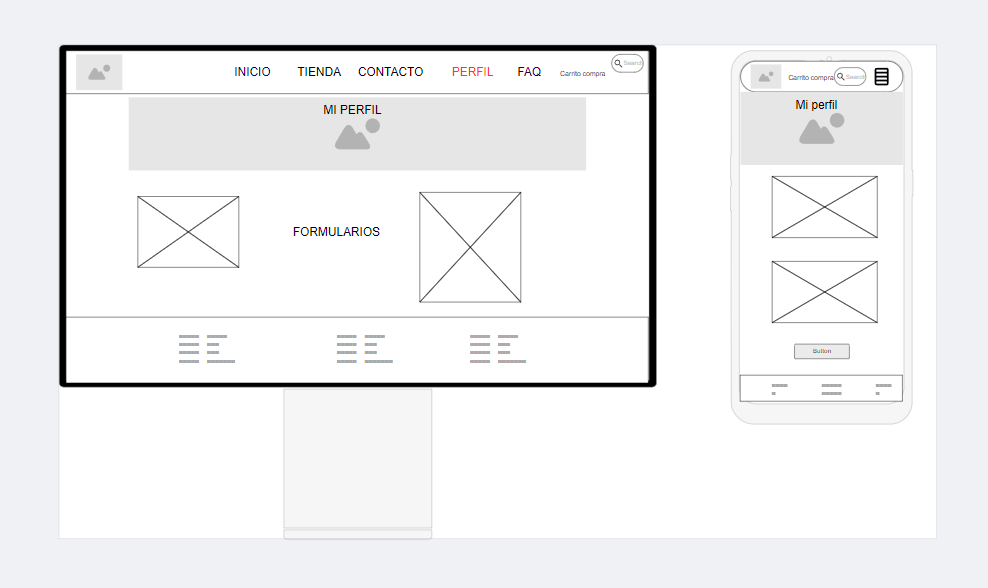 INICIO TIENDA CONTACTO PERFIL FAQ Carrito compra Search
MI PERFIL
FORMULARIOS
Carrito compra Search
Mi perfil
Button